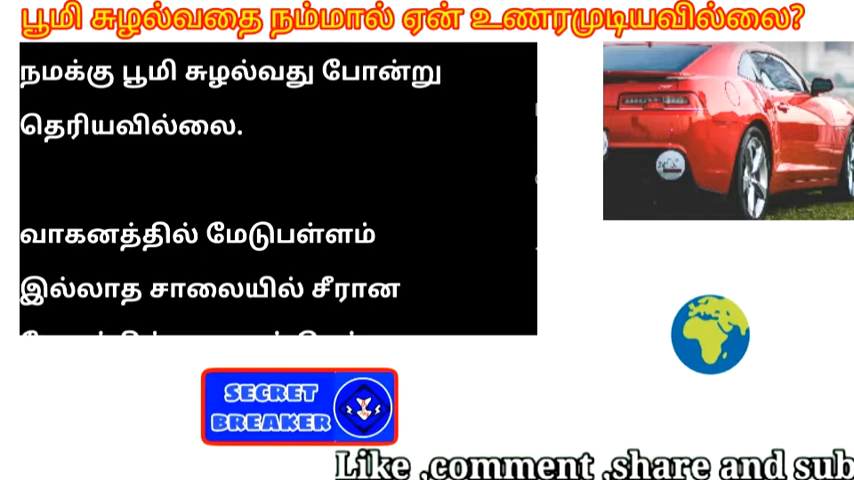 பூமி சுழல்வதை நம்மால் ஏன் உணரமுடியவில்லை?
நமக்கு பூமி சுழல்வது போன்று
தெரியவில்லை.
வாகனத்தில் மேடுபள்ளம்
இல்லாத சாலையில் சீரான
SECRET
BREAKER
Like ,comment ,share and sub